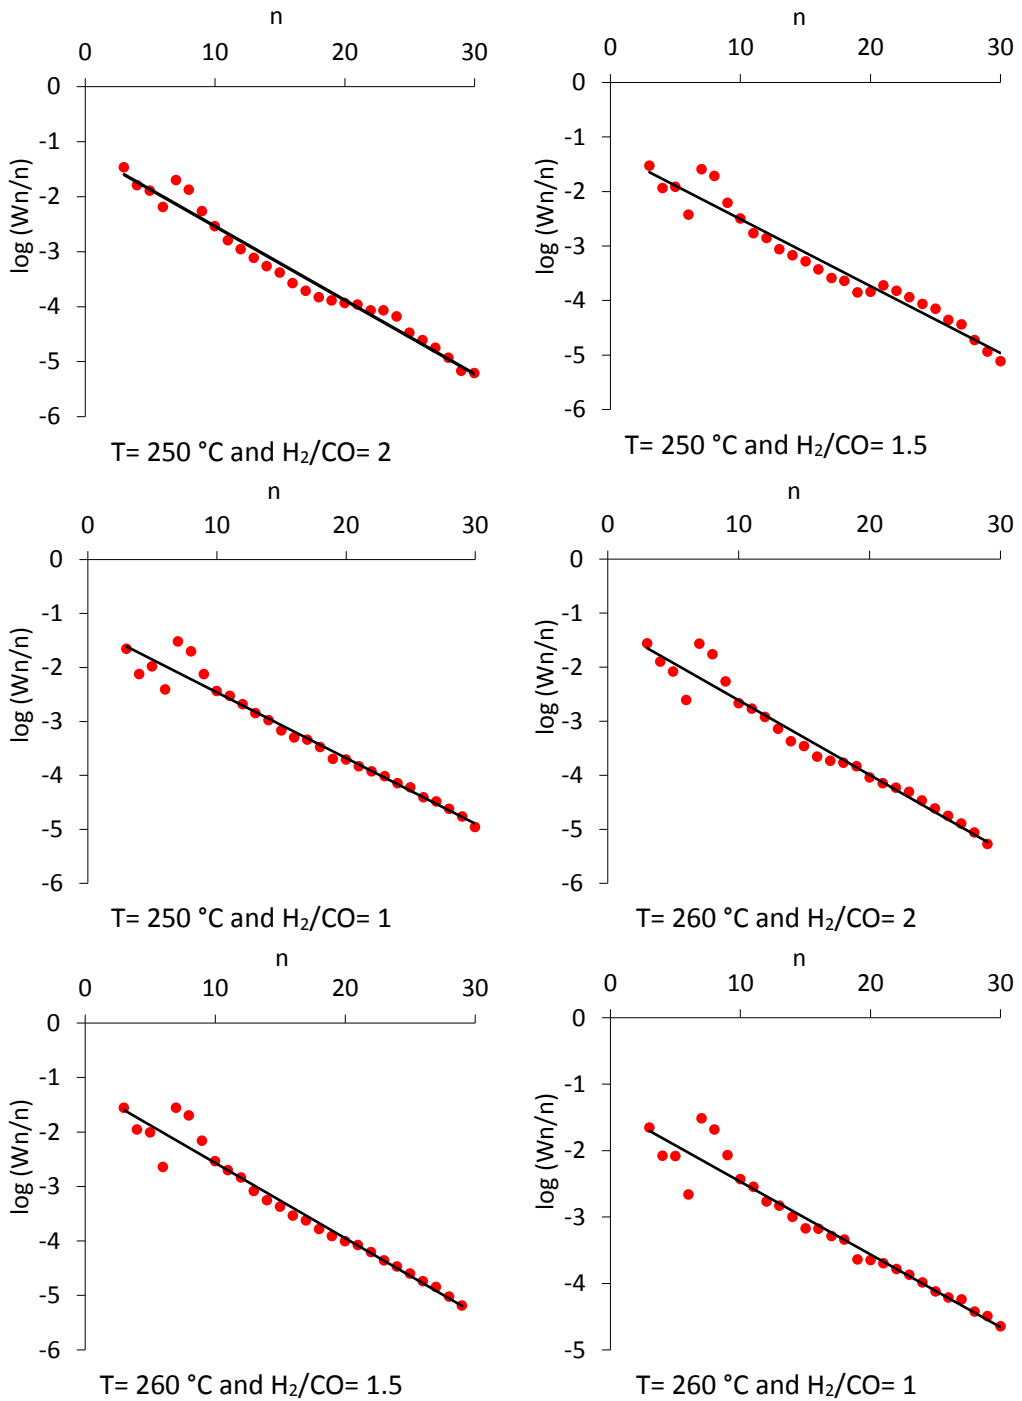 n
0 10 20 30
0
-1
-2
-3
-4
-5
-6
log (Wn/n)
T= 250 °C and H₂/CO= 2
n
0 10 20 30
0
-1
-2
-3
-4
-5
-6
log (Wn/n)
T= 250 °C and H₂/CO= 1.5
n
0 10 20 30
0
-1
-2
-3
-4
-5
-6
log (Wn/n)
T= 250 °C and H₂/CO= 1
n
0 10 20 30
0
-1
-2
-3
-4
-5
-6
log (Wn/n)
T= 260 °C and H₂/CO= 2
n
0 10 20 30
0
-1
-2
-3
-4
-5
-6
log (Wn/n)
T= 260 °C and H₂/CO= 1.5
n
0 10 20 30
0
-1
-2
-3
-4
-5
log (Wn/n)
T= 260 °C and H₂/CO= 1